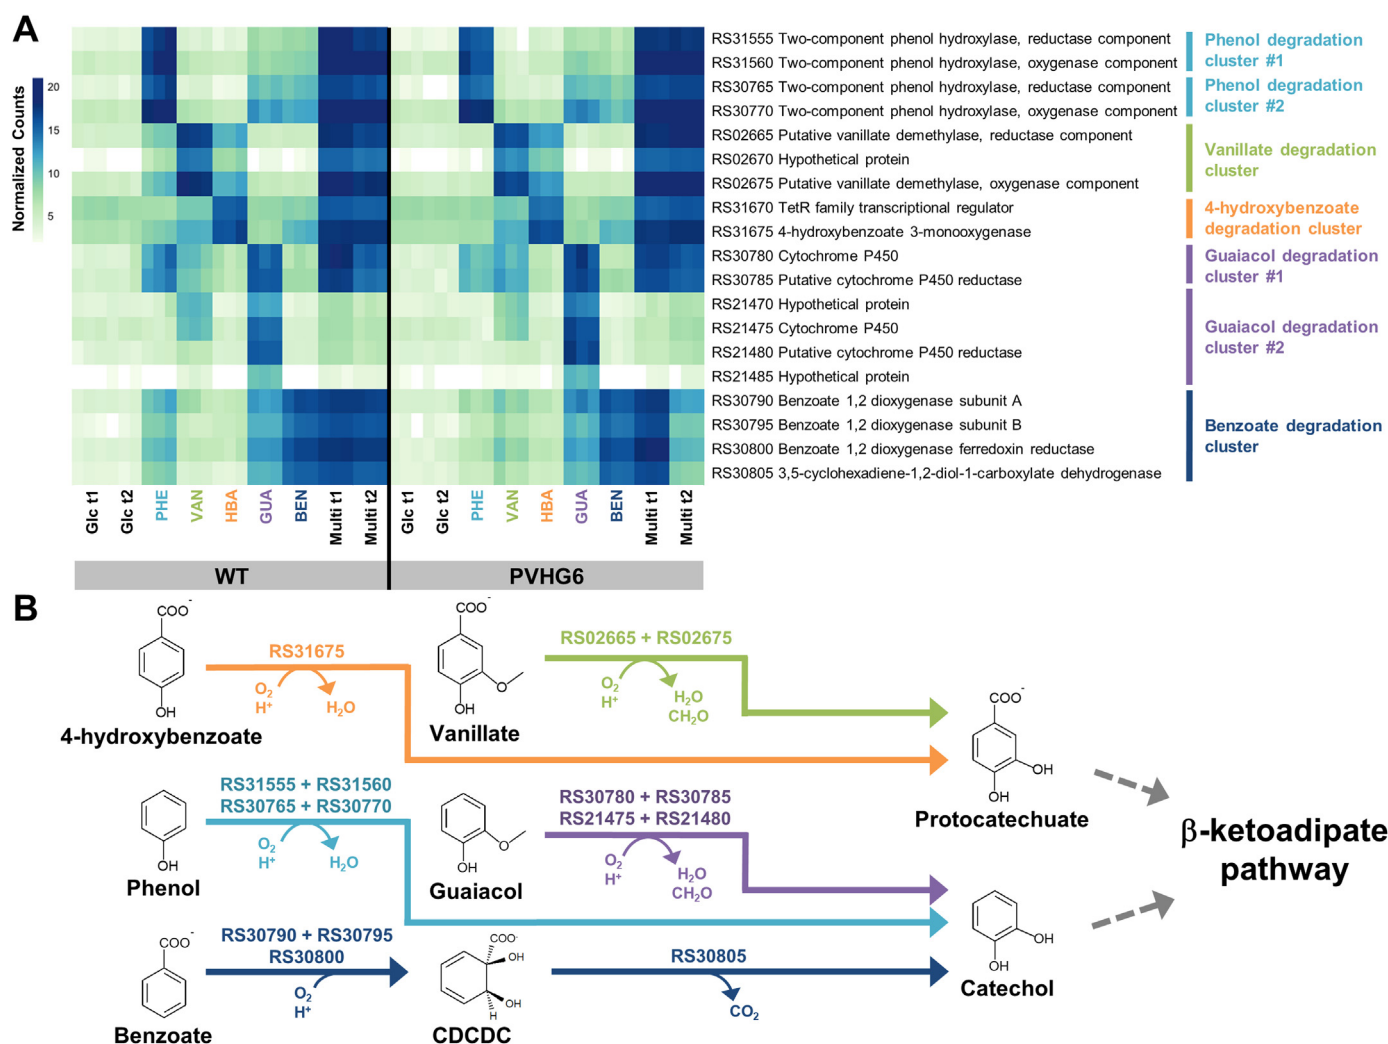 A
Normalized Counts
20
15
10
5
RS31555 Two-component phenol hydroxylase, reductase component
RS31560 Two-component phenol hydroxylase, oxygenase component
RS30765 Two-component phenol hydroxylase, reductase component
RS30770 Two-component phenol hydroxylase, oxygenase component
RS02665 Putative vanillate demethylase, reductase component
RS02670 Hypothetical protein
RS02675 Putative vanillate demethylase, oxygenase component
RS31670 TetR family transcriptional regulator
RS31675 4-hydroxybenzoate 3-monooxygenase
RS30780 Cytochrome P450
RS30785 Putative cytochrome P450 reductase
RS21470 Hypothetical protein
RS21475 Cytochrome P450
RS21480 Putative cytochrome P450 reductase
RS21485 Hypothetical protein
RS30790 Benzoate 1,2 dioxygenase subunit A
RS30795 Benzoate 1,2 dioxygenase subunit B
RS30800 Benzoate 1,2 dioxygenase ferredoxin reductase
RS30805 3,5-cyclohexadiene-1,2-diol-1-carboxylate dehydrogenase
Phenol degradation
cluster #1
Phenol degradation
cluster #2
Vanillate degradation
cluster
4-hydroxybenzoate
degradation cluster
Guaiacol degradation
cluster #1
Guaiacol degradation
cluster #2
Benzoate degradation
cluster
Glc t1
Glc t2
PHE
VAN
HBA
GUA
BEN
Multi t1
Multi t2
Glc t1
Glc t2
PHE
VAN
HBA
GUA
BEN
Multi t1
Multi t2
WT
PVHG6
B
COO⁻
OH
4-hydroxybenzoate
RS31675
O₂
H⁺
H₂O
COO⁻
O
OH
Vanillate
RS02665 + RS02675
O₂
H⁺
H₂O
CH₂O
COO⁻
OH
OH
Protocatechuate
OH
Phenol
RS31555 + RS31560
RS30765 + RS30770
O₂
H⁺
H₂O
O
OH
Guaiacol
RS30780 + RS30785
RS21475 + RS21480
O₂
H⁺
H₂O
CH₂O
β-ketoadipate
pathway
COO⁻
Benzoate
RS30790 + RS30795
RS30800
O₂
H⁺
COO⁻
OH
OH
H
CDCDC
RS30805
CO₂
OH
OH
Catechol